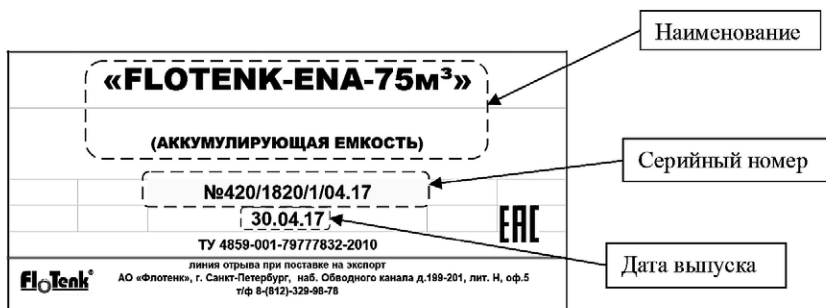 Наименование
«FLOTENK-ENA-75м³»
(АККУМУЛИРУЮЩАЯ ЕМКОСТЬ)
Серийный номер
№420/1820/1/04.17
30.04.17
EAC
ТУ 4859-001-79777832-2010
Дата выпуска
линия отрыва при поставке на экспорт
FloTenk
АО «Флотенк», г. Санкт-Петербург, наб. Обводного канала д.199-201, лит. Н, оф.5
т/ф 8-(812)-329-98-78